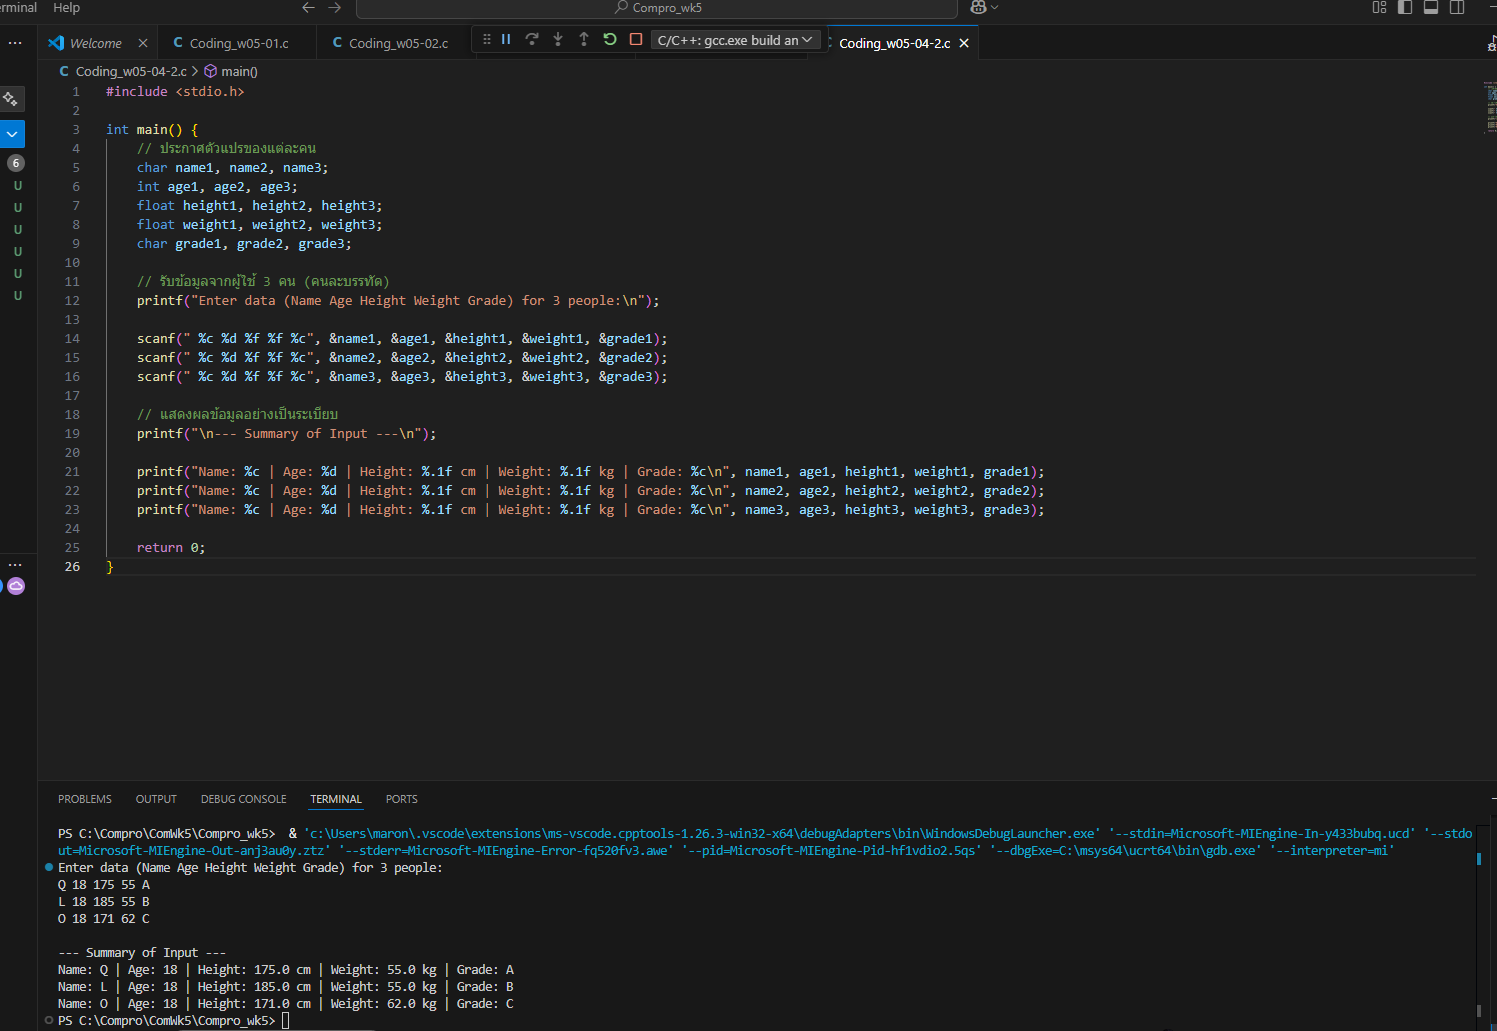 rminal Help
Compro_wk5
Welcome Coding_w05-01.c Coding_w05-02.c C/C++: gcc.exe build an Coding_w05-04-2.c
C Coding_w05-04-2.c > main()
6
U
U
U
U
U
U
1 #include <stdio.h>
2
3 int main() {
4 // ประกาศตัวแปรของแต่ละคน
5 char name1, name2, name3;
6 int age1, age2, age3;
7 float height1, height2, height3;
8 float weight1, weight2, weight3;
9 char grade1, grade2, grade3;
10
11 // รับข้อมูลจากผู้ใช้ 3 คน (คนละบรรทัด)
12 printf("Enter data (Name Age Height Weight Grade) for 3 people:\n");
13
14 scanf(" %c %d %f %f %c", &name1, &age1, &height1, &weight1, &grade1);
15 scanf(" %c %d %f %f %c", &name2, &age2, &height2, &weight2, &grade2);
16 scanf(" %c %d %f %f %c", &name3, &age3, &height3, &weight3, &grade3);
17
18 // แสดงผลข้อมูลอย่างเป็นระเบียบ
19 printf("\n--- Summary of Input ---\n");
20
21 printf("Name: %c | Age: %d | Height: %.1f cm | Weight: %.1f kg | Grade: %c\n", name1, age1, height1, weight1, grade1);
22 printf("Name: %c | Age: %d | Height: %.1f cm | Weight: %.1f kg | Grade: %c\n", name2, age2, height2, weight2, grade2);
23 printf("Name: %c | Age: %d | Height: %.1f cm | Weight: %.1f kg | Grade: %c\n", name3, age3, height3, weight3, grade3);
24
25 return 0;
26 }
PROBLEMS OUTPUT DEBUG CONSOLE TERMINAL PORTS
PS C:\Compro\ComWk5\Compro_wk5> & 'c:\Users\maron\.vscode\extensions\ms-vscode.cpptools-1.26.3-win32-x64\debugAdapters\bin\WindowsDebugLauncher.exe' '--stdin=Microsoft-MIEngine-In-y433bubq.ucd' '--stdo
ut=Microsoft-MIEngine-Out-anj3au0y.ztz' '--stderr=Microsoft-MIEngine-Error-fq520fv3.awe' '--pid=Microsoft-MIEngine-Pid-hf1vdio2.5qs' '--dbgExe=C:\msys64\ucrt64\bin\gdb.exe' '--interpreter=mi'
Enter data (Name Age Height Weight Grade) for 3 people:
Q 18 175 55 A
L 18 185 55 B
O 18 171 62 C
--- Summary of Input ---
Name: Q | Age: 18 | Height: 175.0 cm | Weight: 55.0 kg | Grade: A
Name: L | Age: 18 | Height: 185.0 cm | Weight: 55.0 kg | Grade: B
Name: O | Age: 18 | Height: 171.0 cm | Weight: 62.0 kg | Grade: C
PS C:\Compro\ComWk5\Compro_wk5>